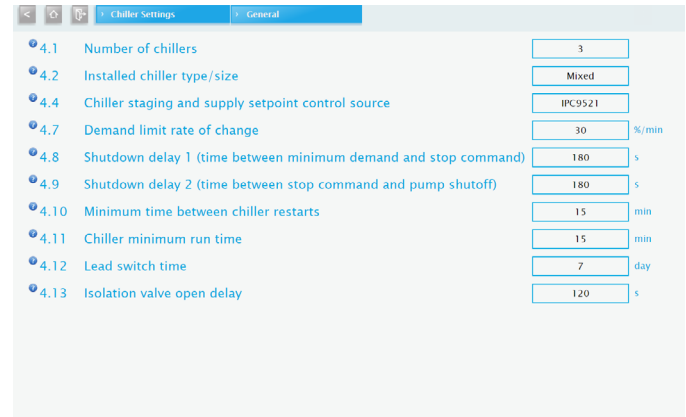 Chiller Settings General
4.1 Number of chillers 3
4.2 Installed chiller type/size Mixed
4.4 Chiller staging and supply setpoint control source IPC9521
4.7 Demand limit rate of change 30 %/min
4.8 Shutdown delay 1 (time between minimum demand and stop command) 180 s
4.9 Shutdown delay 2 (time between stop command and pump shutoff) 180 s
4.10 Minimum time between chiller restarts 15 min
4.11 Chiller minimum run time 15 min
4.12 Lead switch time 7 day
4.13 Isolation valve open delay 120 s